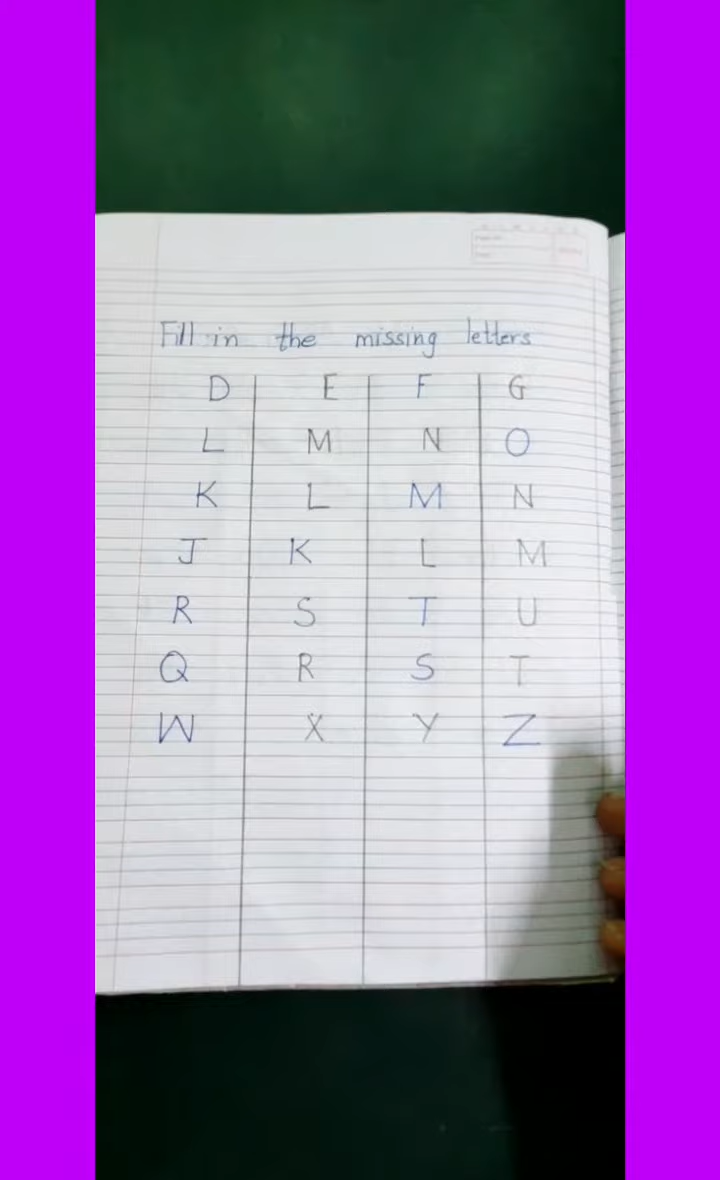 Fill in the missing letters
D E F G
L M N O
K L M N
J K L M
R S T U
Q R S T
W X Y Z